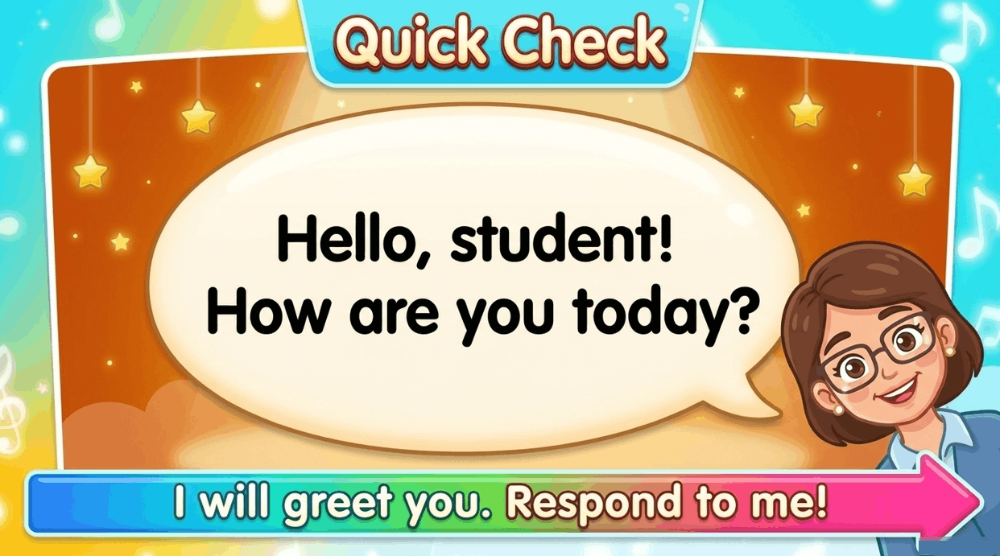 Quick Check
Hello, student!
How are you today?
I will greet you. Respond to me!